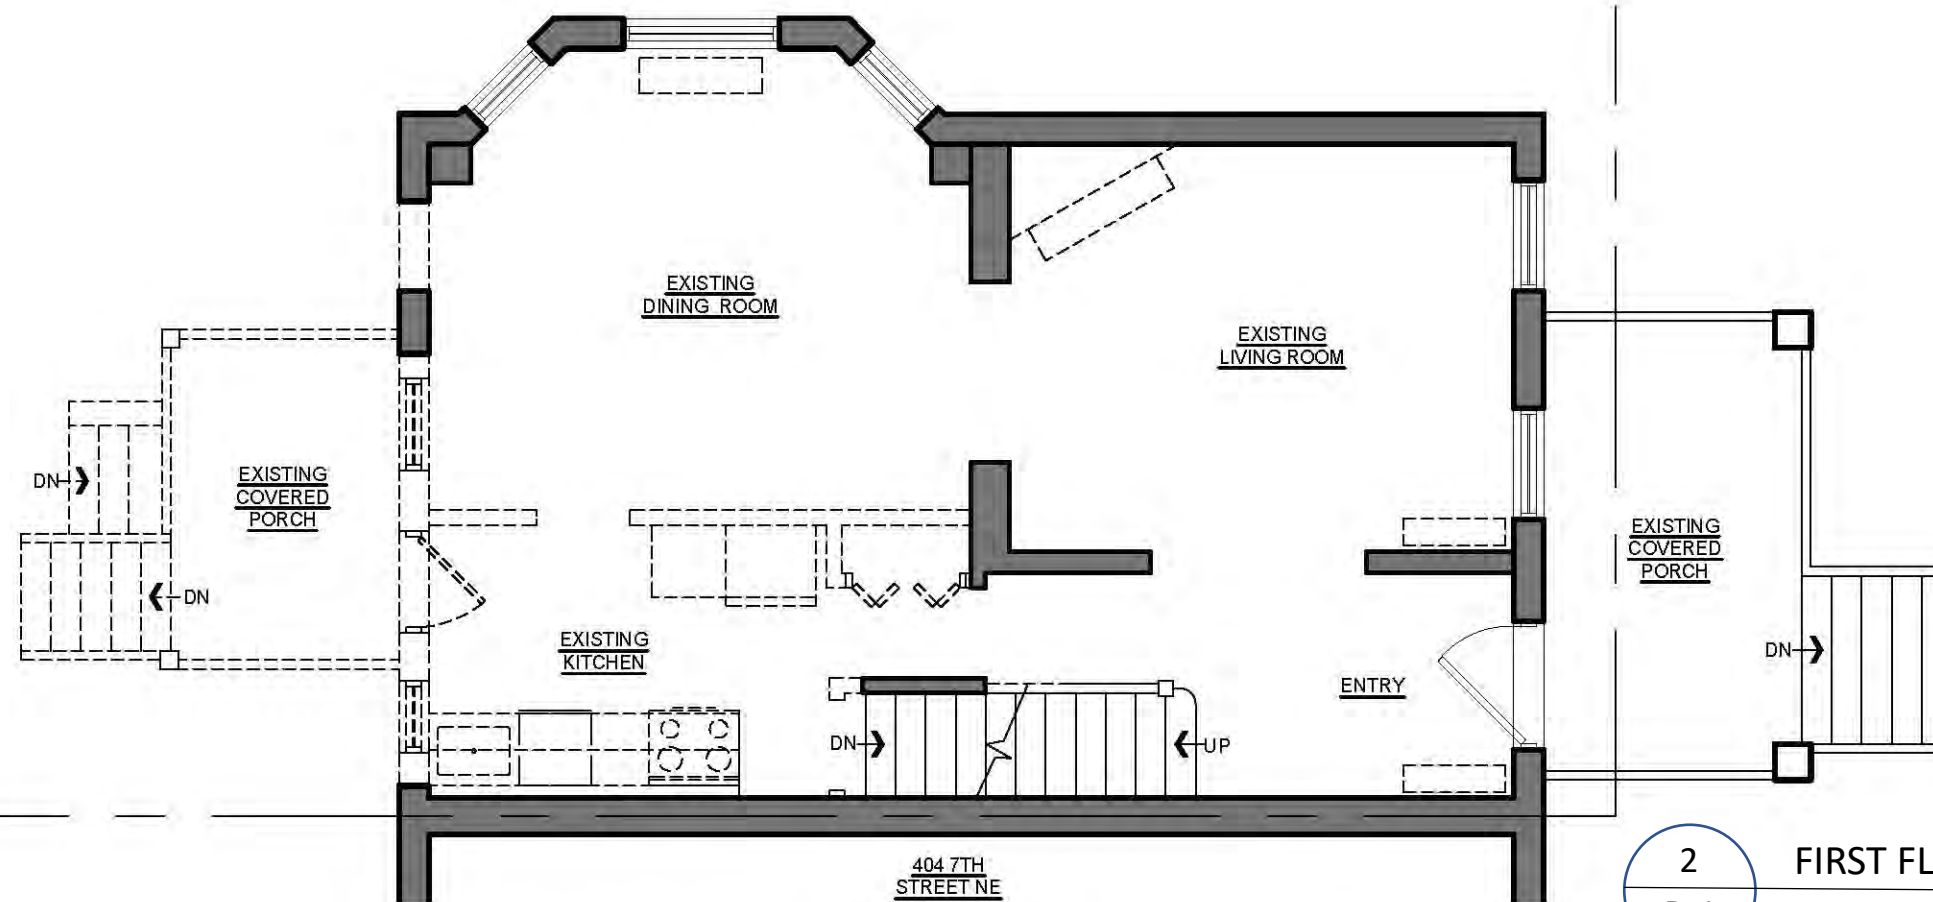 EXISTING
DINING ROOM
EXISTING
LIVING ROOM
EXISTING
COVERED
PORCH
DN
DN
EXISTING
KITCHEN
EXISTING
COVERED
PORCH
DN
ENTRY
DN
UP
404 7TH
STREET NE
2
FIRST FL